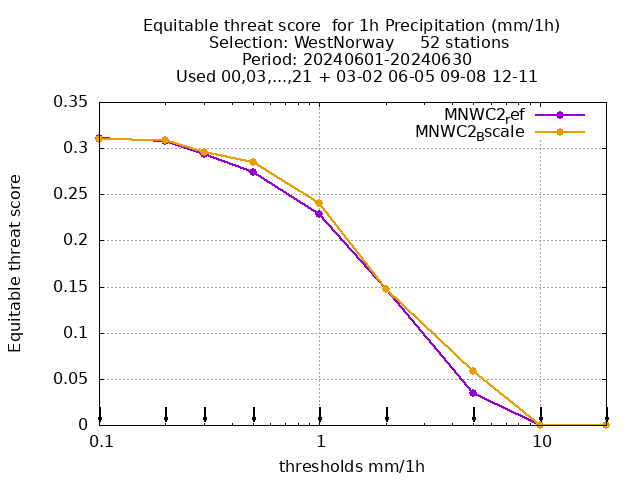 Equitable threat score  for 1h Precipitation (mm/1h)
Selection: WestNorway     52 stations
Period: 20240601-20240630
Used 00,03,...,21 + 03-02 06-05 09-08 12-11
MNWC2ref
MNWC2Bscale
0.35
0.3
0.25
0.2
0.15
0.1
0.05
0
Equitable threat score
0.1 1 10
thresholds mm/1h